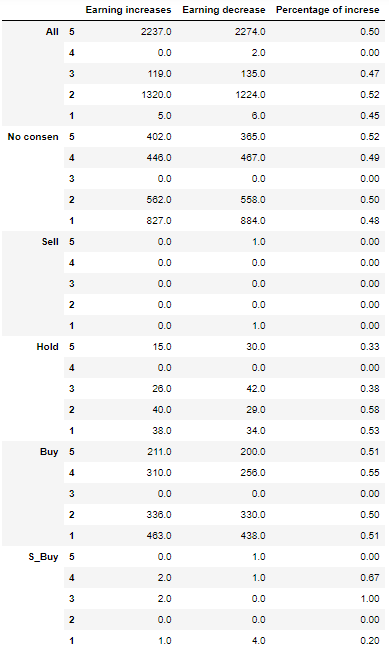 Earning increases Earning decrease Percentage of increse
All 5 2237.0 2274.0 0.50
4 0.0 2.0 0.00
3 119.0 135.0 0.47
2 1320.0 1224.0 0.52
1 5.0 6.0 0.45
No consen 5 402.0 365.0 0.52
4 446.0 467.0 0.49
3 0.0 0.0 0.00
2 562.0 558.0 0.50
1 827.0 884.0 0.48
Sell 5 0.0 1.0 0.00
4 0.0 0.0 0.00
3 0.0 0.0 0.00
2 0.0 0.0 0.00
1 0.0 1.0 0.00
Hold 5 15.0 30.0 0.33
4 0.0 0.0 0.00
3 26.0 42.0 0.38
2 40.0 29.0 0.58
1 38.0 34.0 0.53
Buy 5 211.0 200.0 0.51
4 310.0 256.0 0.55
3 0.0 0.0 0.00
2 336.0 330.0 0.50
1 463.0 438.0 0.51
S_Buy 5 0.0 1.0 0.00
4 2.0 1.0 0.67
3 2.0 0.0 1.00
2 0.0 0.0 0.00
1 1.0 4.0 0.20